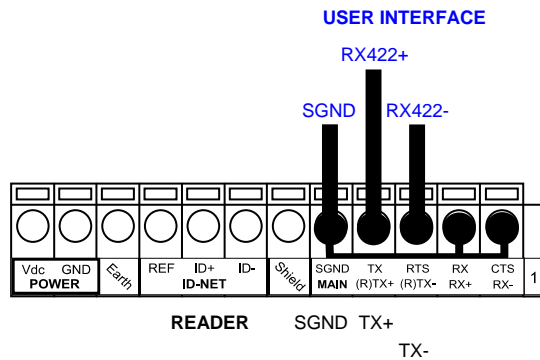 USER INTERFACE
RX422+
SGND RX422-
Vdc GND Earth REF ID+ ID- Shield SGND TX RTS RX CTS 1
POWER ID-NET MAIN (R)TX+ (R)TX- RX+ RX-
READER SGND TX+
TX-